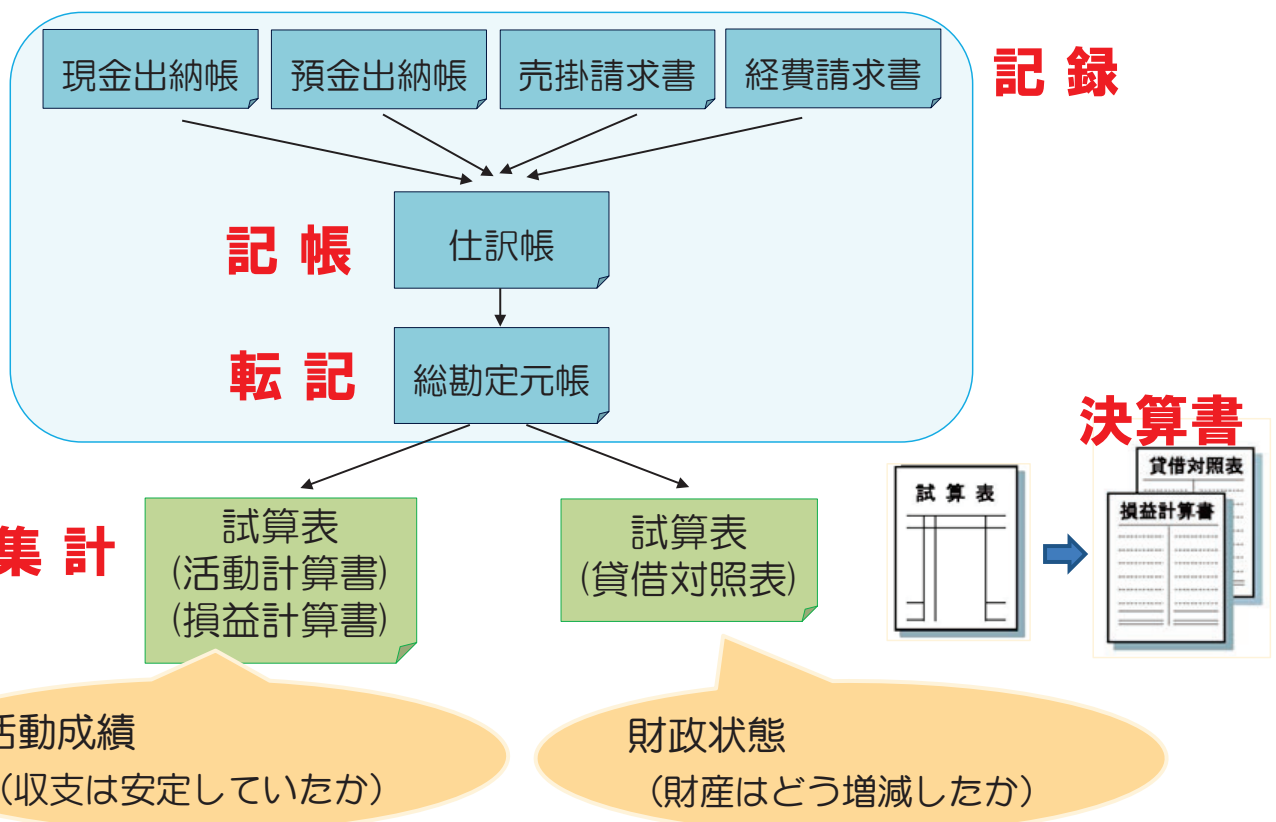 現金出納帳
預金出納帳
売掛請求書
経費請求書
記 録
記 帳
仕訳帳
転 記
総勘定元帳
決算書
集 計
試算表
(活動計算書)
(損益計算書)
試算表
(貸借対照表)
試 算 表
貸借対照表
損益計算書
活動成績
(収支は安定していたか)
財政状態
(財産はどう増減したか)